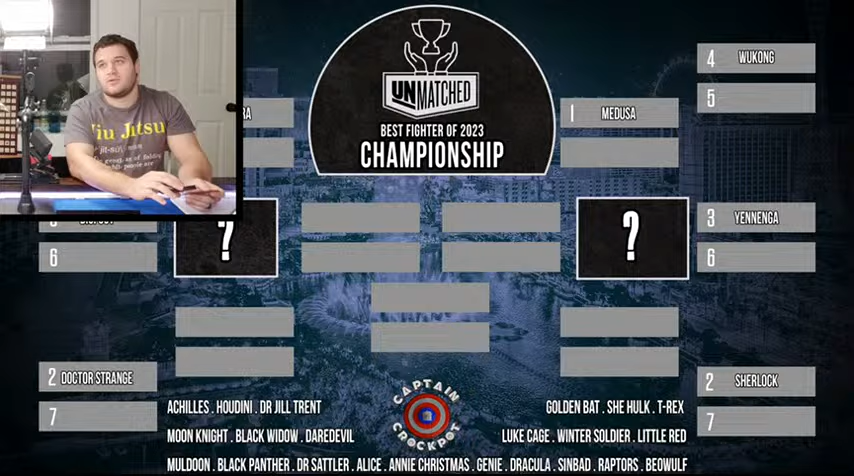 4 WUKONG
5
Jiu Jitsu
UNMATCHED
BEST FIGHTER OF 2023
CHAMPIONSHIP
1 MEDUSA
?
?
6
3 YENNENGA
6
2 DOCTOR STRANGE
7
2 SHERLOCK
7
ACHILLES . HOUDINI . DR JILL TRENT
GOLDEN BAT . SHE HULK . T-REX
MOON KNIGHT . BLACK WIDOW . DAREDEVIL
LUKE CAGE . WINTER SOLDIER . LITTLE RED
MULDOON . BLACK PANTHER . DR SATTLER . ALICE . ANNIE CHRISTMAS . GENIE . DRACULA . SINBAD . RAPTORS . BEOWULF
CAPTAIN
CROCKPOT